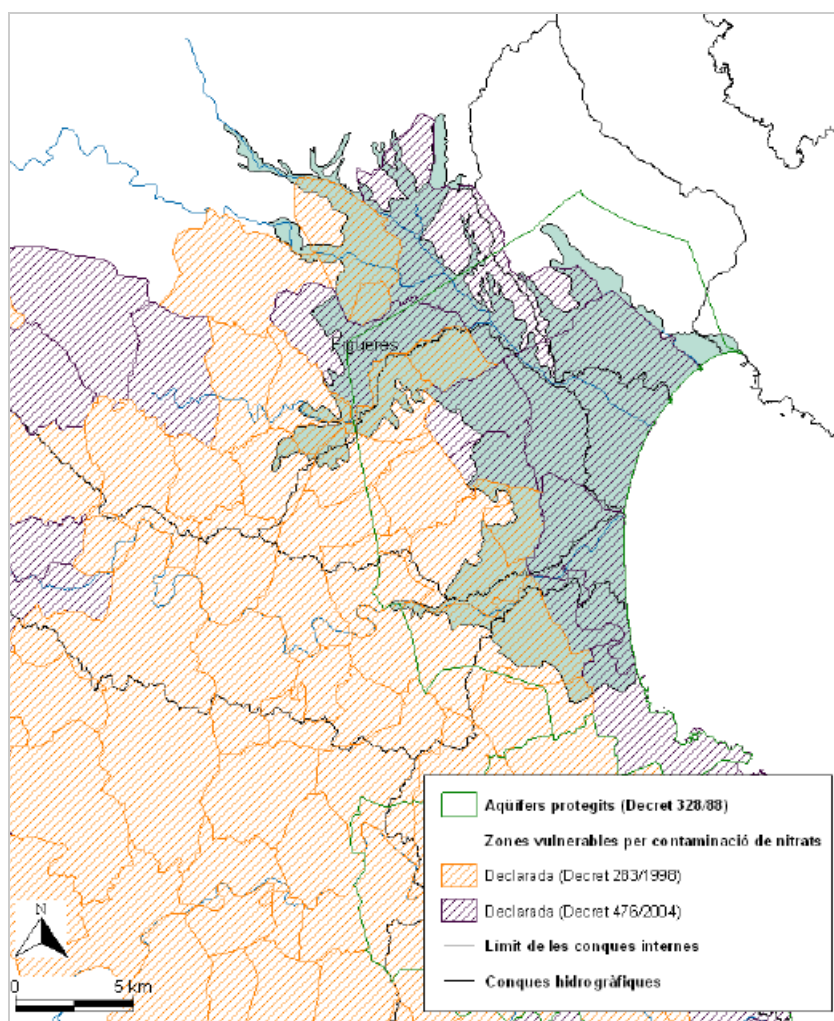 Figueres
Aqüífers protegits (Decret 328/88)
Zones vulnerables per contaminació de nitrats
Declarada (Decret 283/1998)
Declarada (Decret 476/2004)
Límit de les conques internes
Conques hidrogràfiques
N
0 5 km